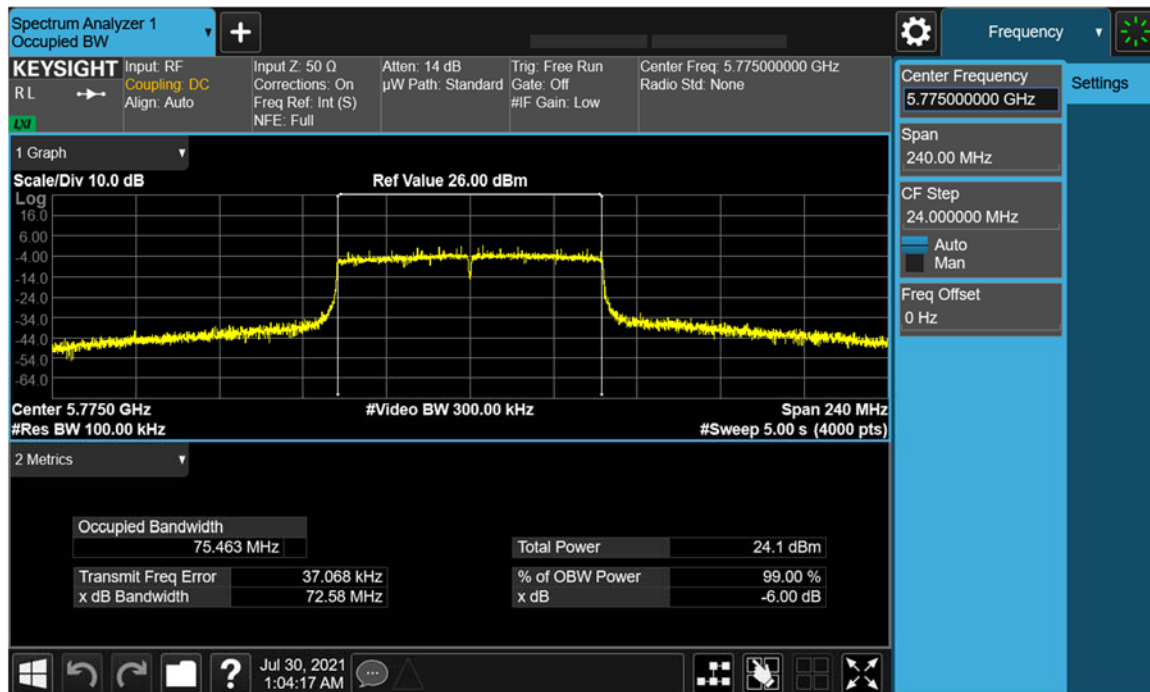 Spectrum Analyzer 1
Occupied BW
Frequency
KEYSIGHT
R L
LXI
Input: RF
Coupling: DC
Align: Auto
Input Z: 50 Ω
Corrections: On
Freq Ref: Int (S)
NFE: Full
Atten: 14 dB
µW Path: Standard
Trig: Free Run
Gate: Off
#IF Gain: Low
Center Freq: 5.775000000 GHz
Radio Std: None
Center Frequency
5.775000000 GHz
Settings
Span
240.00 MHz
CF Step
24.000000 MHz
Auto
Man
Freq Offset
0 Hz
1 Graph
Scale/Div 10.0 dB
Ref Value 26.00 dBm
Log
16.0
6.00
-4.00
-14.0
-24.0
-34.0
-44.0
-54.0
-64.0
Center 5.7750 GHz
#Video BW 300.00 kHz
Span 240 MHz
#Res BW 100.00 kHz
#Sweep 5.00 s (4000 pts)
2 Metrics
Occupied Bandwidth
75.463 MHz
Total Power 24.1 dBm
Transmit Freq Error 37.068 kHz
% of OBW Power 99.00 %
x dB Bandwidth 72.58 MHz
x dB -6.00 dB
?
Jul 30, 2021
1:04:17 AM